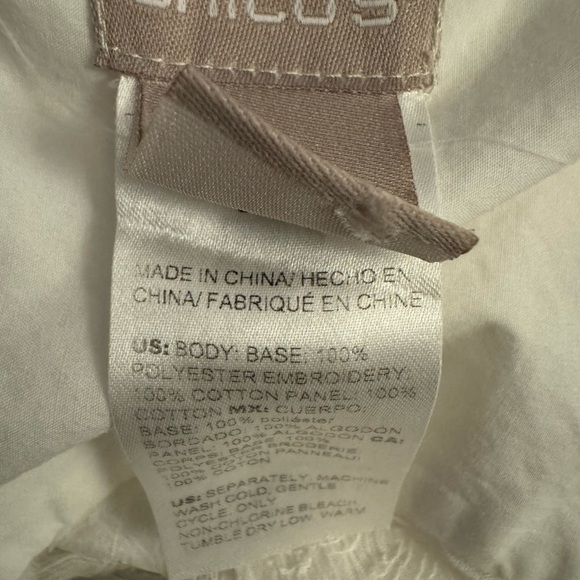 CHICO'S
MADE IN CHINA/ HECHO EN
CHINA/ FABRIQUÉ EN CHINE
US: BODY: BASE: 100%
POLYESTER EMBROIDERY:
100% COTTON PANEL: 100%
COTTON MX: CUERPO:
BASE: 100% poliéster
BORDADO: 100% ALGODON
PANEL: 100% ALGODON CA:
CORPS: BASE: 100%
POLYESTER BRODERIE:
100% COTON PANNEAU:
100% COTON
US: SEPARATELY, MACHINE
WASH COLD, GENTLE
CYCLE, ONLY
NON-CHLORINE BLEACH,
TUMBLE DRY LOW, WARM